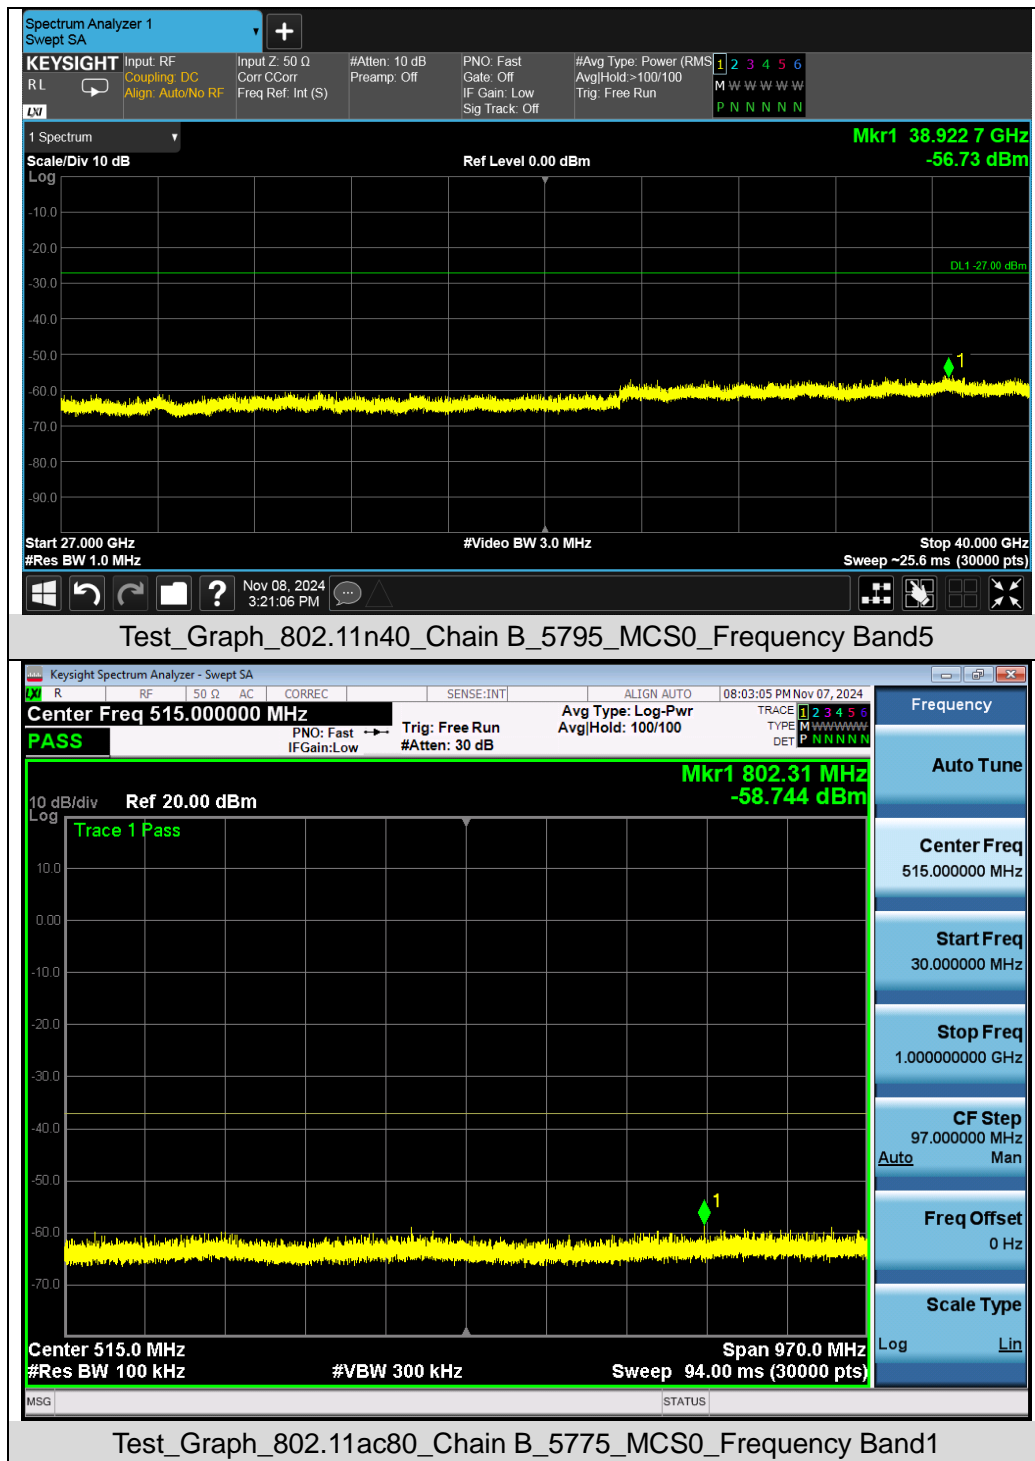 Spectrum Analyzer 1
Swept SA
+
KEYSIGHT
R L
LXI
Input: RF
Coupling: DC
Align: Auto/No RF
Input Z: 50 Ω
Corr CCorr
Freq Ref: Int (S)
#Atten: 10 dB
Preamp: Off
PNO: Fast
Gate: Off
IF Gain: Low
Sig Track: Off
#Avg Type: Power (RMS
Avg|Hold:>100/100
Trig: Free Run
1 2 3 4 5 6
M W W W W W
P N N N N N
1 Spectrum
Mkr1 38.922 7 GHz
Scale/Div 10 dB
Ref Level 0.00 dBm
-56.73 dBm
Log
-10.0
-20.0
DL1 -27.00 dBm
-30.0
-40.0
-50.0
1
-60.0
-70.0
-80.0
-90.0
Start 27.000 GHz
#Video BW 3.0 MHz
Stop 40.000 GHz
#Res BW 1.0 MHz
Sweep ~25.6 ms (30000 pts)
?
Nov 08, 2024
3:21:06 PM
Test_Graph_802.11n40_Chain B_5795_MCS0_Frequency Band5
Keysight Spectrum Analyzer - Swept SA
LXI R RF 50 Ω AC CORREC SENSE:INT ALIGN AUTO 08:03:05 PM Nov 07, 2024
Center Freq 515.000000 MHz
PASS
PNO: Fast
IFGain:Low
Trig: Free Run
#Atten: 30 dB
Avg Type: Log-Pwr
Avg|Hold: 100/100
TRACE 1 2 3 4 5 6
TYPE M W W W W W
DET P N N N N N
Frequency
Mkr1 802.31 MHz
-58.744 dBm
10 dB/div
Ref 20.00 dBm
Log
Trace 1 Pass
10.0
0.00
-10.0
-20.0
-30.0
-40.0
-50.0
1
-60.0
-70.0
Center 515.0 MHz
Span 970.0 MHz
#Res BW 100 kHz
#VBW 300 kHz
Sweep 94.00 ms (30000 pts)
Auto Tune
Center Freq
515.000000 MHz
Start Freq
30.000000 MHz
Stop Freq
1.000000000 GHz
CF Step
97.000000 MHz
Auto Man
Freq Offset
0 Hz
Scale Type
Log Lin
MSG
STATUS
Test_Graph_802.11ac80_Chain B_5775_MCS0_Frequency Band1